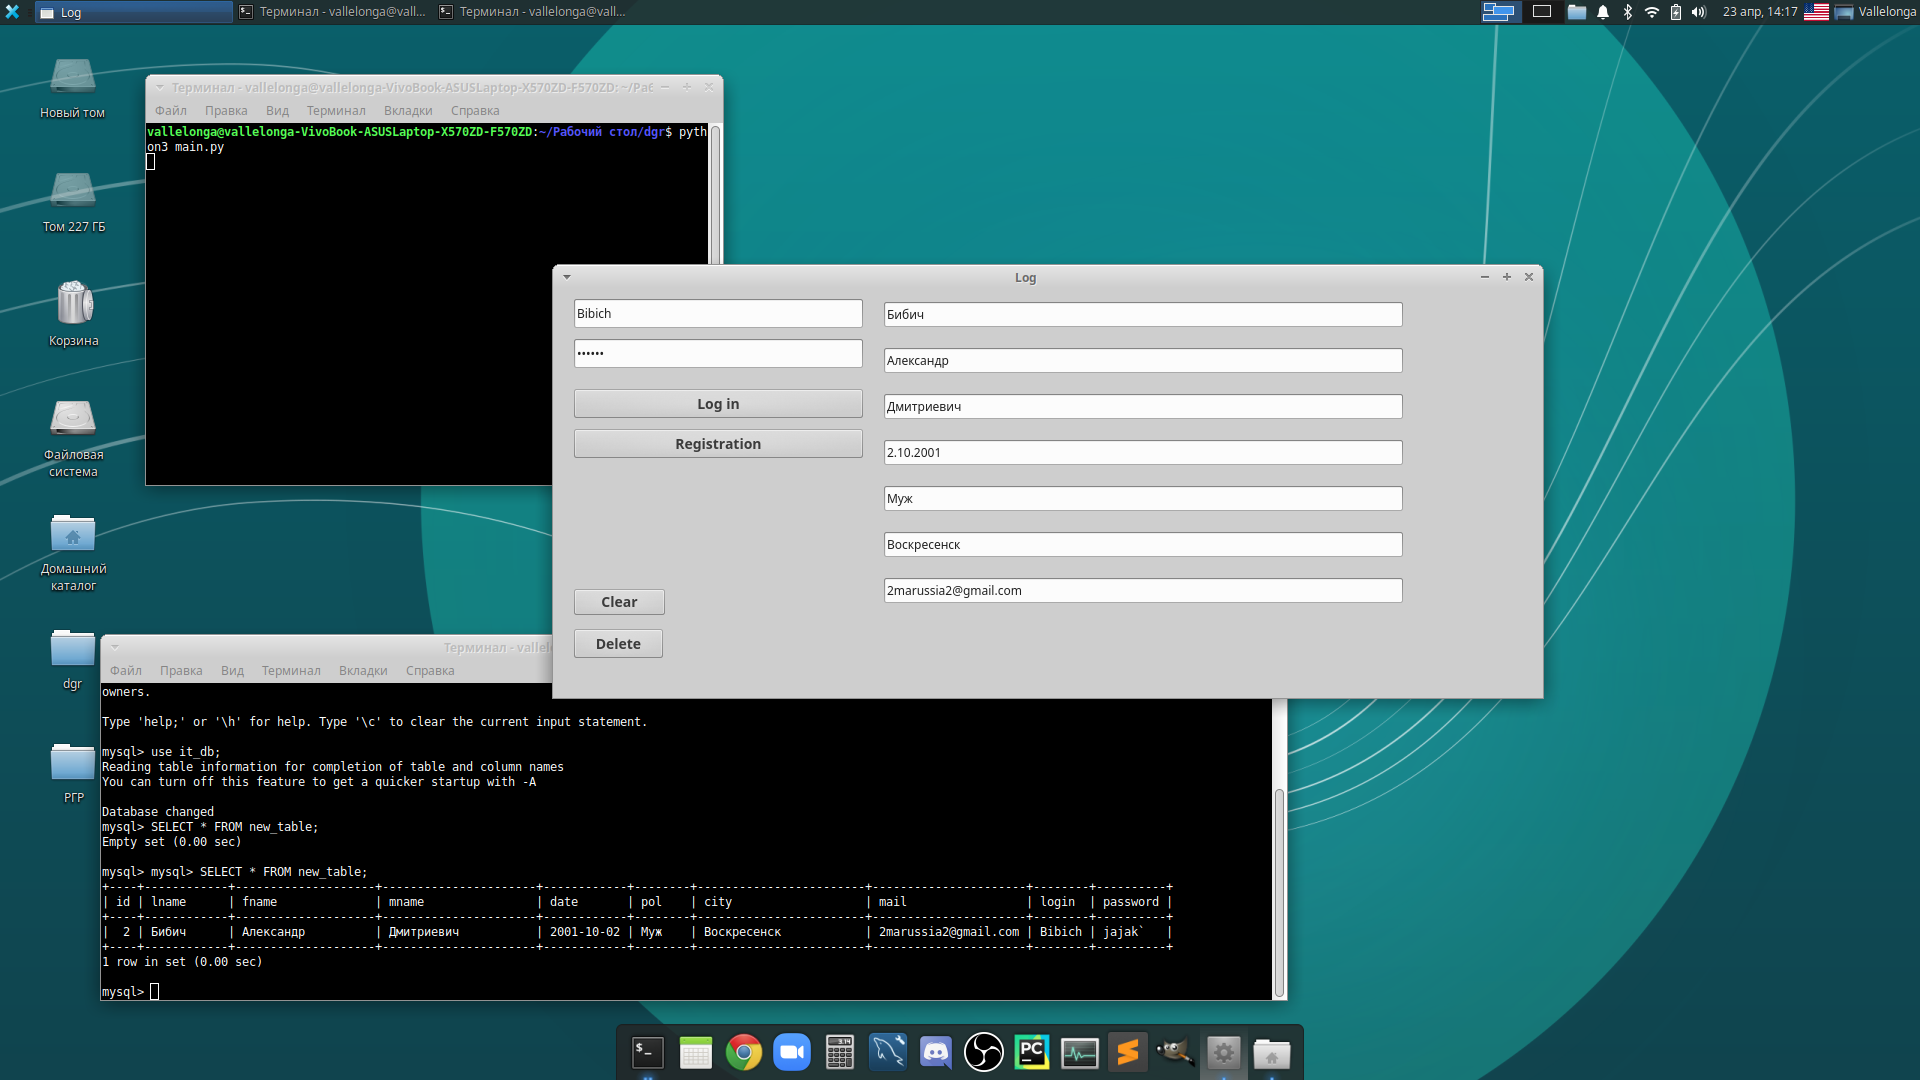 Log
Терминал - vallelonga@vall...
Терминал - vallelonga@vall...
23 апр, 14:17
Vallelonga
Новый том
Том 227 ГБ
Корзина
Файловая
система
Домашний
каталог
dgr
РГР
Терминал - vallelonga@vallelonga-VivoBook-ASUSLaptop-X570ZD-F570ZD: ~/Раб
Файл Правка Вид Терминал Вкладки Справка
vallelonga@vallelonga-VivoBook-ASUSLaptop-X570ZD-F570ZD:~/Рабочий стол/dgr$ pyth
on3 main.py
Log
Bibich
••••••
Log in
Registration
Clear
Delete
Бибич
Александр
Дмитриевич
2.10.2001
Муж
Воскресенск
2marussia2@gmail.com
Терминал - vallel
Файл Правка Вид Терминал Вкладки Справка
owners.
Type 'help;' or '\h' for help. Type '\c' to clear the current input statement.
mysql> use it_db;
Reading table information for completion of table and column names
You can turn off this feature to get a quicker startup with -A
Database changed
mysql> SELECT * FROM new_table;
Empty set (0.00 sec)
mysql> mysql> SELECT * FROM new_table;
+----+------------+--------------------+----------------------+------------+-------+------------------------+----------------------+--------+----------+
| id | lname | fname | mname | date | pol | city | mail | login | password |
+----+------------+--------------------+----------------------+------------+-------+------------------------+----------------------+--------+----------+
| 2 | Бибич | Александр | Дмитриевич | 2001-10-02 | Муж | Воскресенск | 2marussia2@gmail.com | Bibich | jajak` |
+----+------------+--------------------+----------------------+------------+-------+------------------------+----------------------+--------+----------+
1 row in set (0.00 sec)
mysql>
$_
3.14
PC